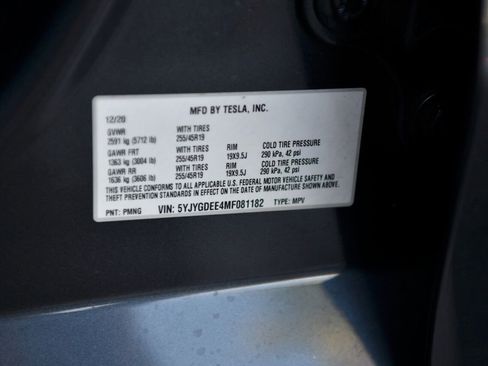 MFD BY TESLA, INC.
12/20
GVWR WITH TIRES
2591 kg (5712 lb) 255/45R19
GAWR FRT WITH TIRES RIM COLD TIRE PRESSURE
1363 kg (3004 lb) 255/45R19 19X9.5J 290 kPa, 42 psi
GAWR RR WITH TIRES RIM COLD TIRE PRESSURE
1636 kg (3606 lb) 255/45R19 19X9.5J 290 kPa, 42 psi
THIS VEHICLE CONFORMS TO ALL APPLICABLE U.S. FEDERAL MOTOR VEHICLE SAFETY AND
THEFT PREVENTION STANDARDS IN EFFECT ON THE DATE OF MANUFACTURE SHOWN ABOVE.
PNT: PMNG VIN: 5YJYGDEE4MF081182 TYPE: MPV